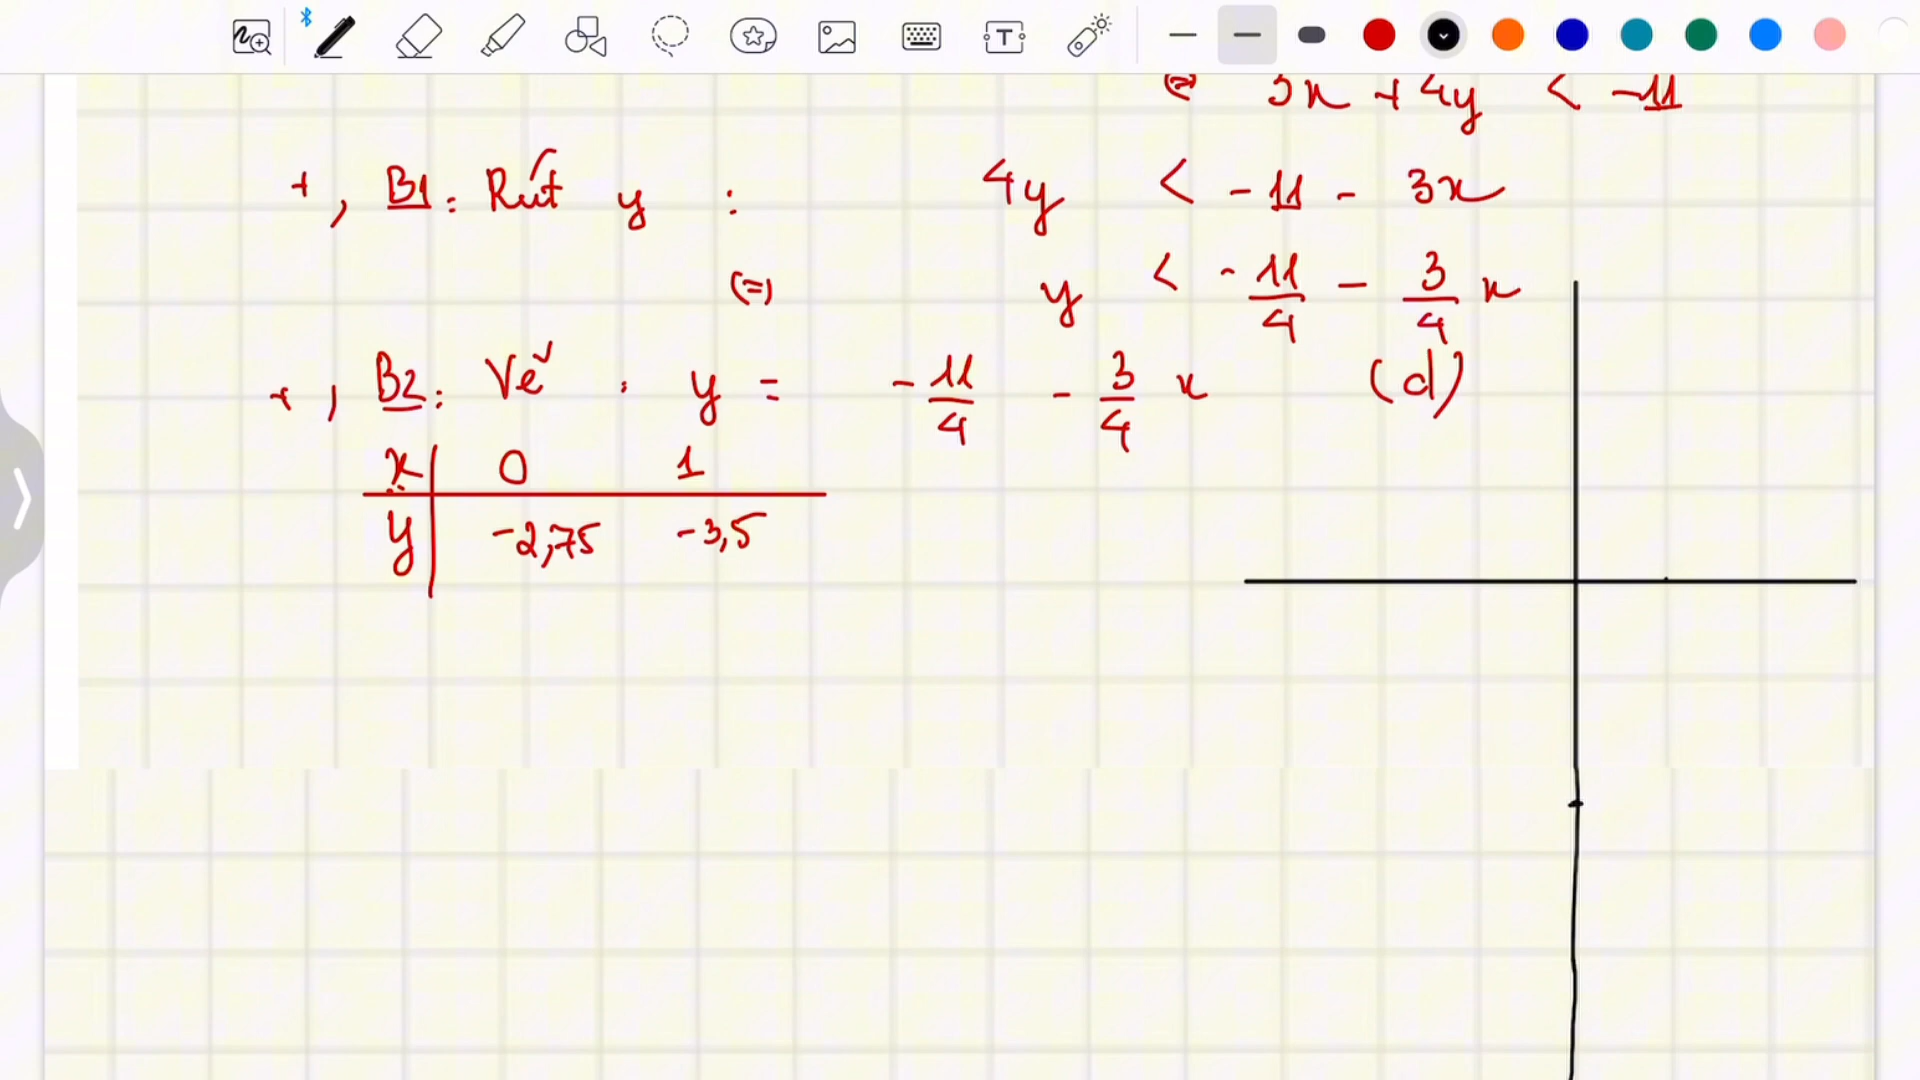 (=) 3x + 4y < -11
+, B1: Rút y : 4y < -11 - 3x
(=) y < -11/4 - 3/4 x
+, B2: Vẽ : y = -11/4 - 3/4 x (d)
x | 0 1
y | -2,75 -3,5